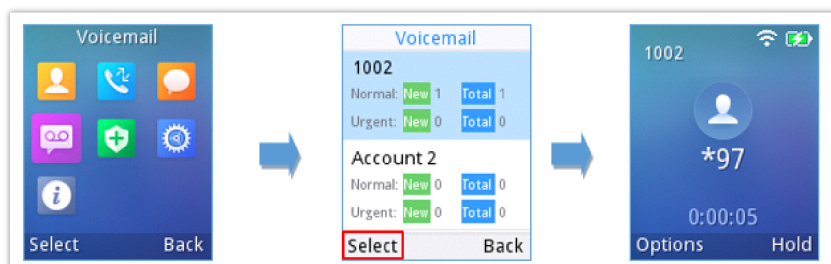 Voicemail
Select Back
Voicemail
1002
Normal: New 1 Total 1
Urgent: New 0 Total 0
Account 2
Normal: New 0 Total 0
Urgent: New 0 Total 0
Select Back
1002
*97
0:00:05
Options Hold